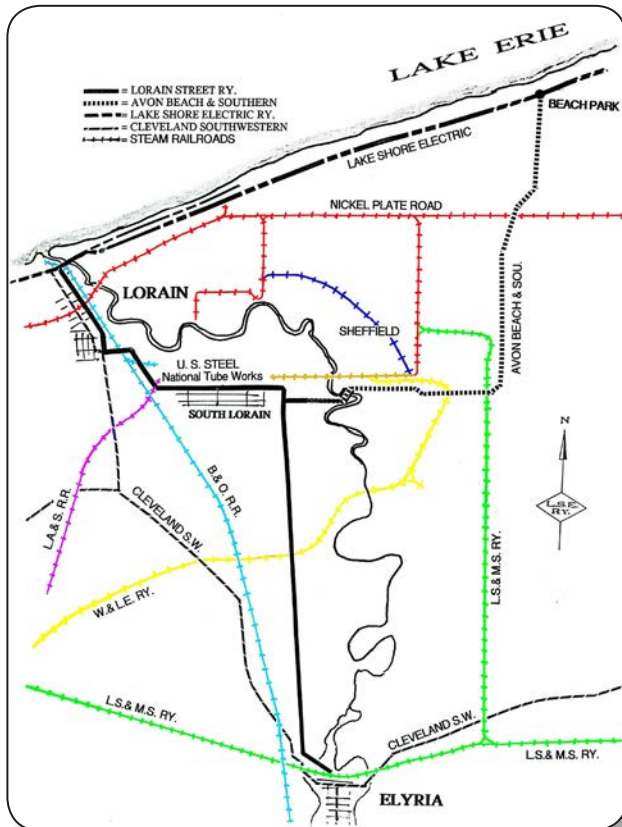 LAKE ERIE
= LORAIN STREET RY.
= AVON BEACH & SOUTHERN
= LAKE SHORE ELECTRIC RY.
= CLEVELAND SOUTHWESTERN
= STEAM RAILROADS
BEACH PARK
LAKE SHORE ELECTRIC
NICKEL PLATE ROAD
LORAIN
SHEFFIELD
AVON BEACH & SOU.
U. S. STEEL
National Tube Works
SOUTH LORAIN
N
L.S.E.
RY.
L.A.& S. R.R.
B.& O. R.R.
CLEVELAND S.W.
W.& L.E. RY.
L.S.& M.S. RY.
L.S.& M.S. RY.
CLEVELAND S.W.
L.S.& M.S. RY.
ELYRIA